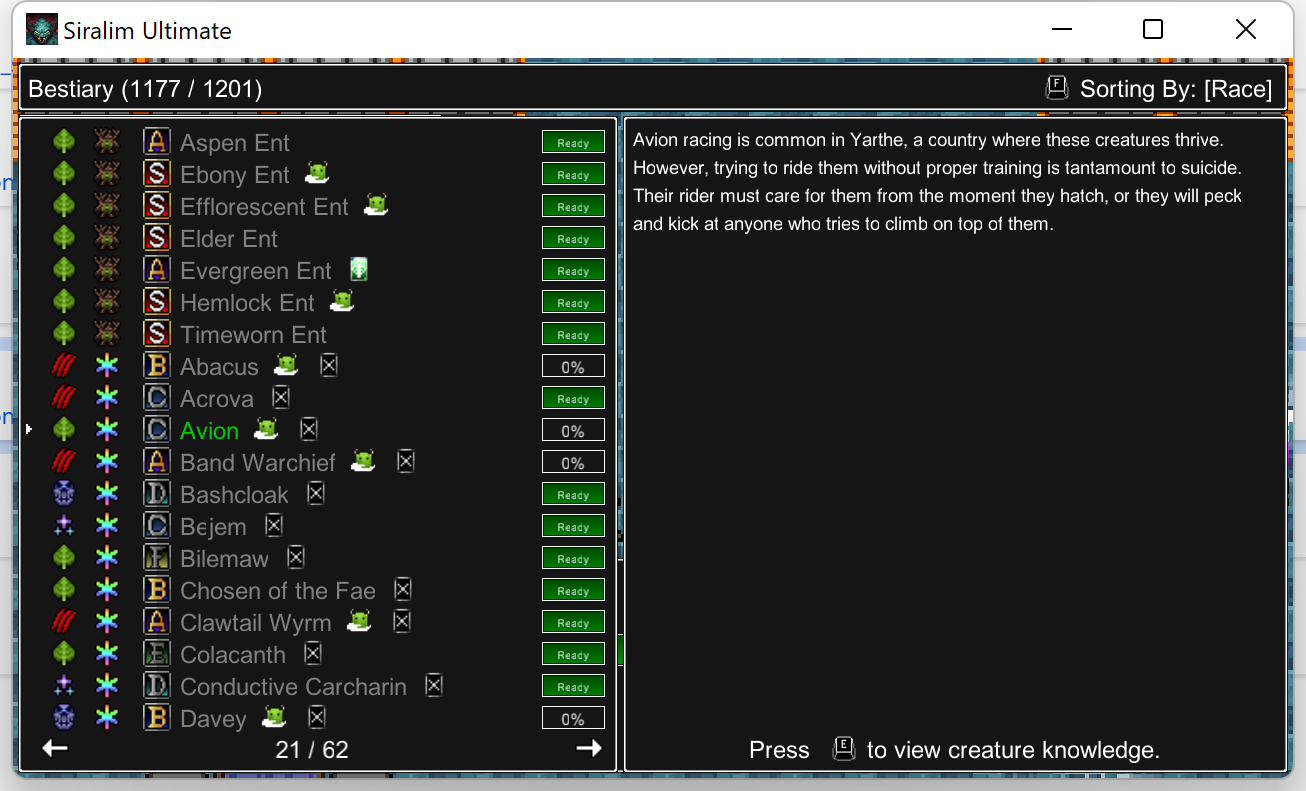 Siralim Ultimate
Bestiary (1177 / 1201)
F Sorting By: [Race]
A Aspen Ent Ready
S Ebony Ent Ready
S Efflorescent Ent Ready
S Elder Ent Ready
A Evergreen Ent Ready
S Hemlock Ent Ready
S Timeworn Ent Ready
B Abacus 0%
C Acrova Ready
C Avion 0%
A Band Warchief 0%
D Bashcloak Ready
C Bejem Ready
F Bilemaw Ready
B Chosen of the Fae Ready
A Clawtail Wyrm Ready
E Colacanth Ready
D Conductive Carcharin Ready
B Davey 0%
21 / 62
Avion racing is common in Yarthe, a country where these creatures thrive.
However, trying to ride them without proper training is tantamount to suicide.
Their rider must care for them from the moment they hatch, or they will peck
and kick at anyone who tries to climb on top of them.
Press E to view creature knowledge.